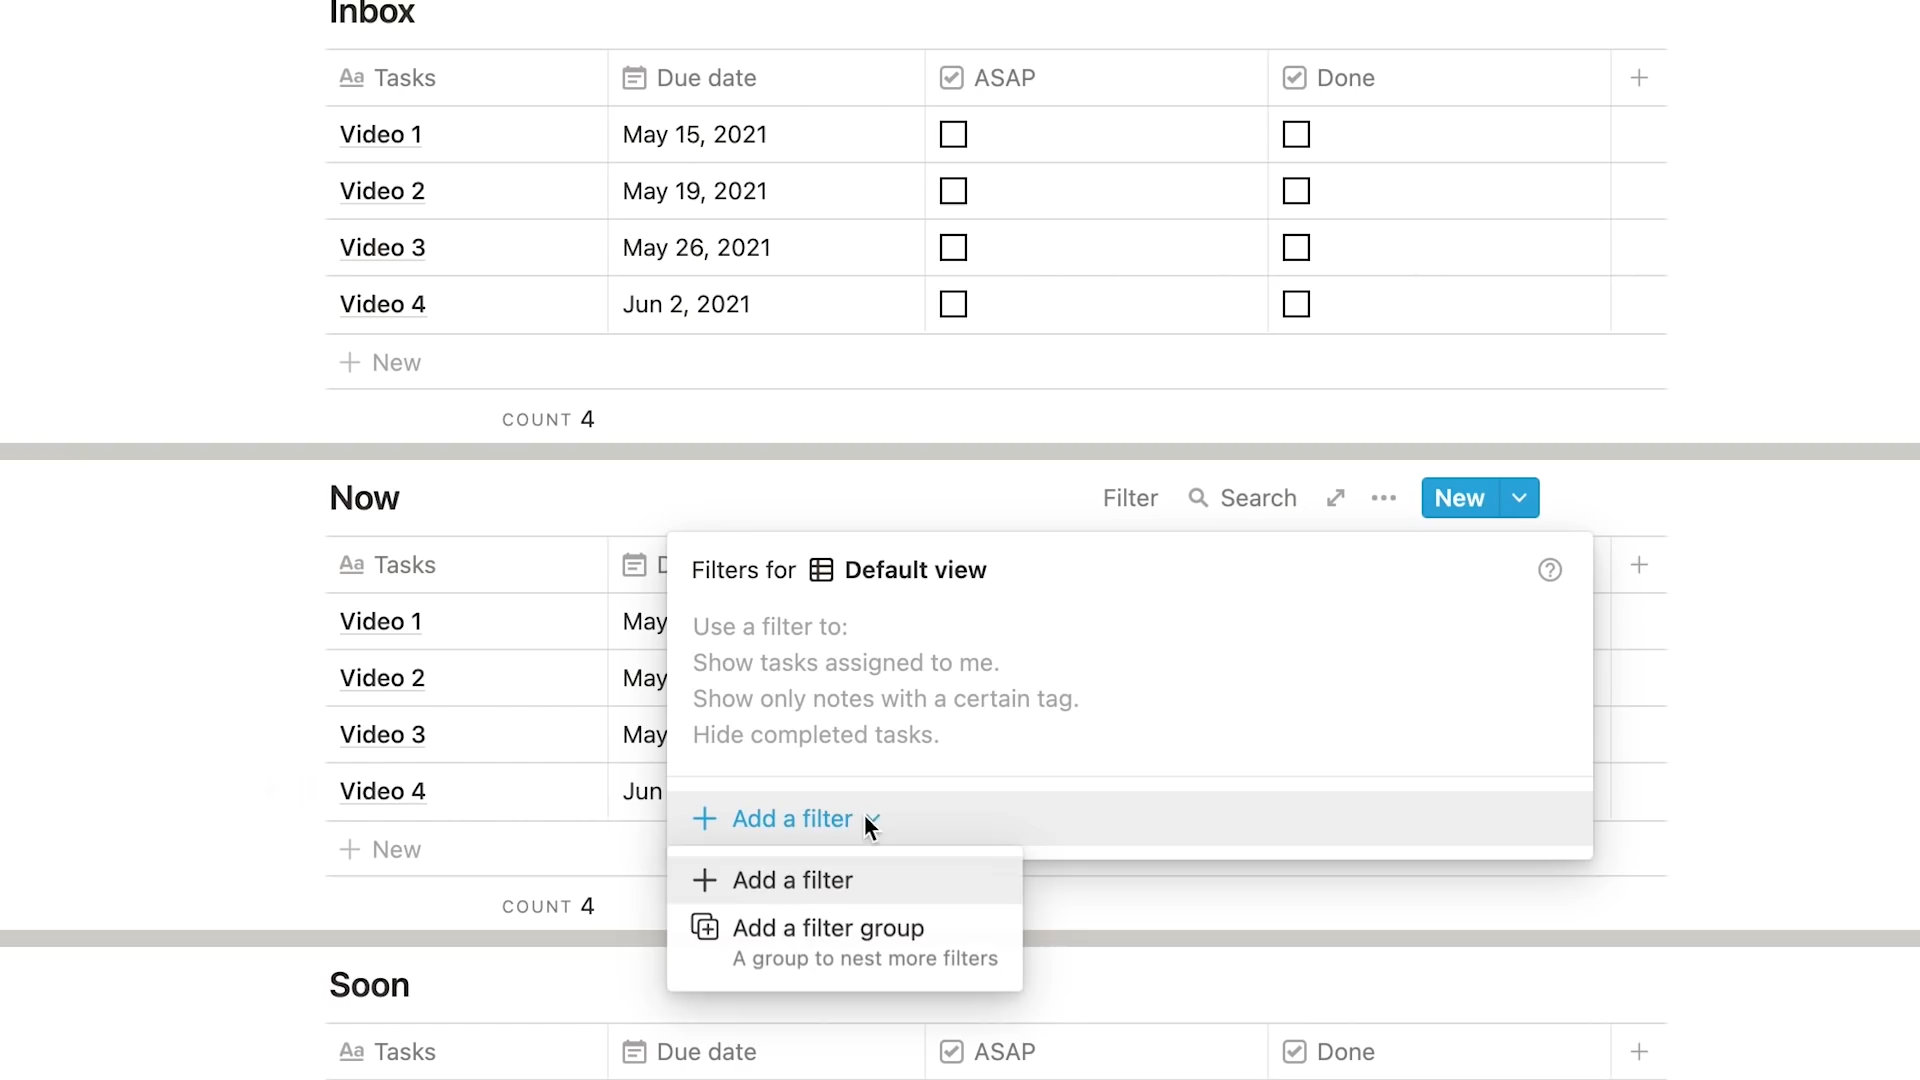 Inbox
Aa Tasks Due date ASAP Done
Video 1 May 15, 2021
Video 2 May 19, 2021
Video 3 May 26, 2021
Video 4 Jun 2, 2021
+ New
COUNT 4
Now Filter Search ••• New
Aa Tasks D
Filters for Default view ?
Video 1 May
Use a filter to:
Show tasks assigned to me.
Video 2 May
Show only notes with a certain tag.
Video 3 May
Hide completed tasks.
Video 4 Jun
+ Add a filter
+ New
+ Add a filter
COUNT 4
Add a filter group
A group to nest more filters
Soon
Aa Tasks Due date ASAP Done